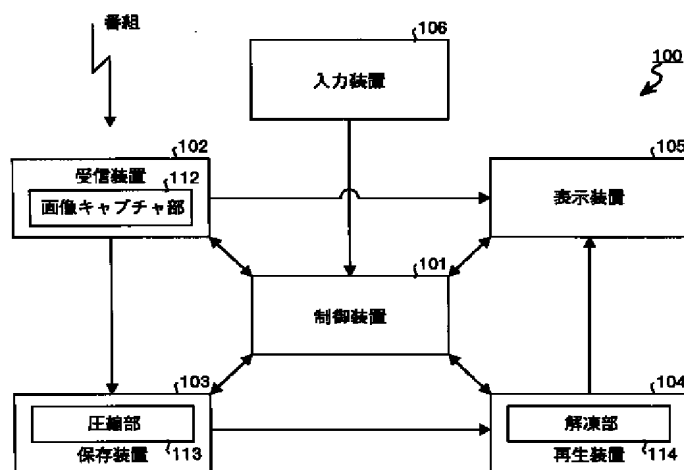 番組
106
入力装置
100
102
受信装置
112
画像キャプチャ部
105
表示装置
101
制御装置
103
圧縮部
保存装置
113
104
解凍部
再生装置
114